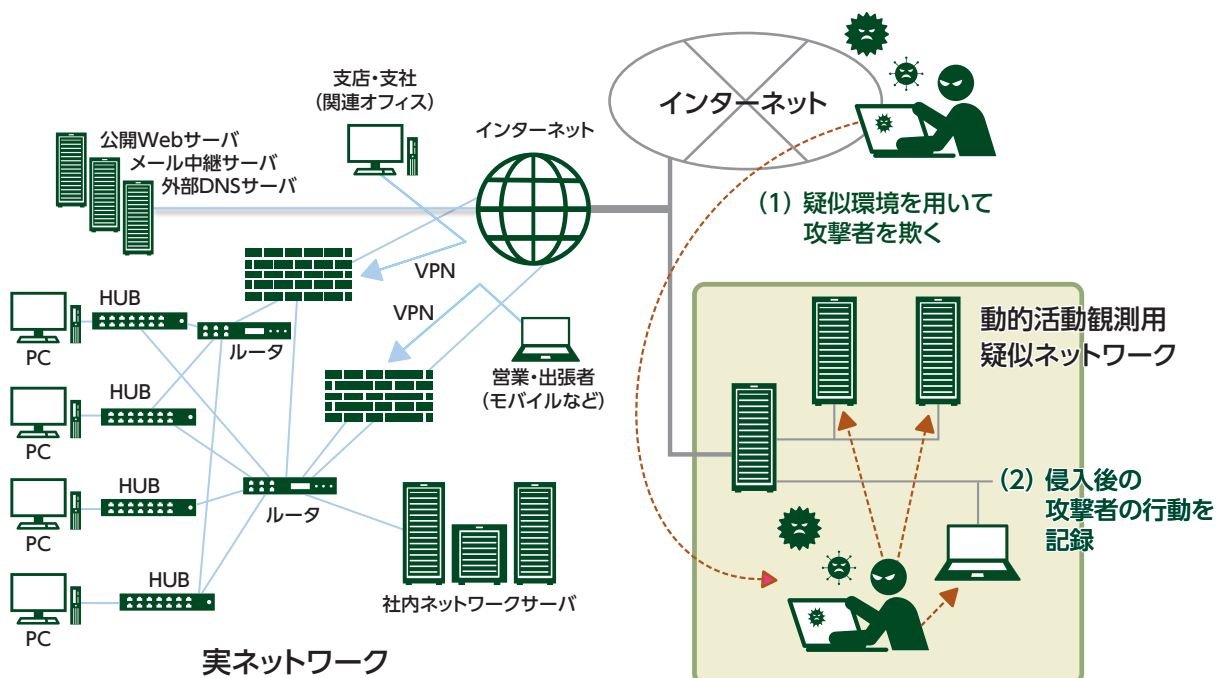 支店・支社
（関連オフィス）
公開Webサーバ
メール中継サーバ
外部DNSサーバ
インターネット
インターネット
（1）疑似環境を用いて
攻撃者を欺く
VPN
VPN
HUB
PC
ルータ
HUB
PC
営業・出張者
（モバイルなど）
動的活動観測用
疑似ネットワーク
HUB
PC
ルータ
（2）侵入後の
攻撃者の行動を
記録
HUB
PC
社内ネットワークサーバ
実ネットワーク